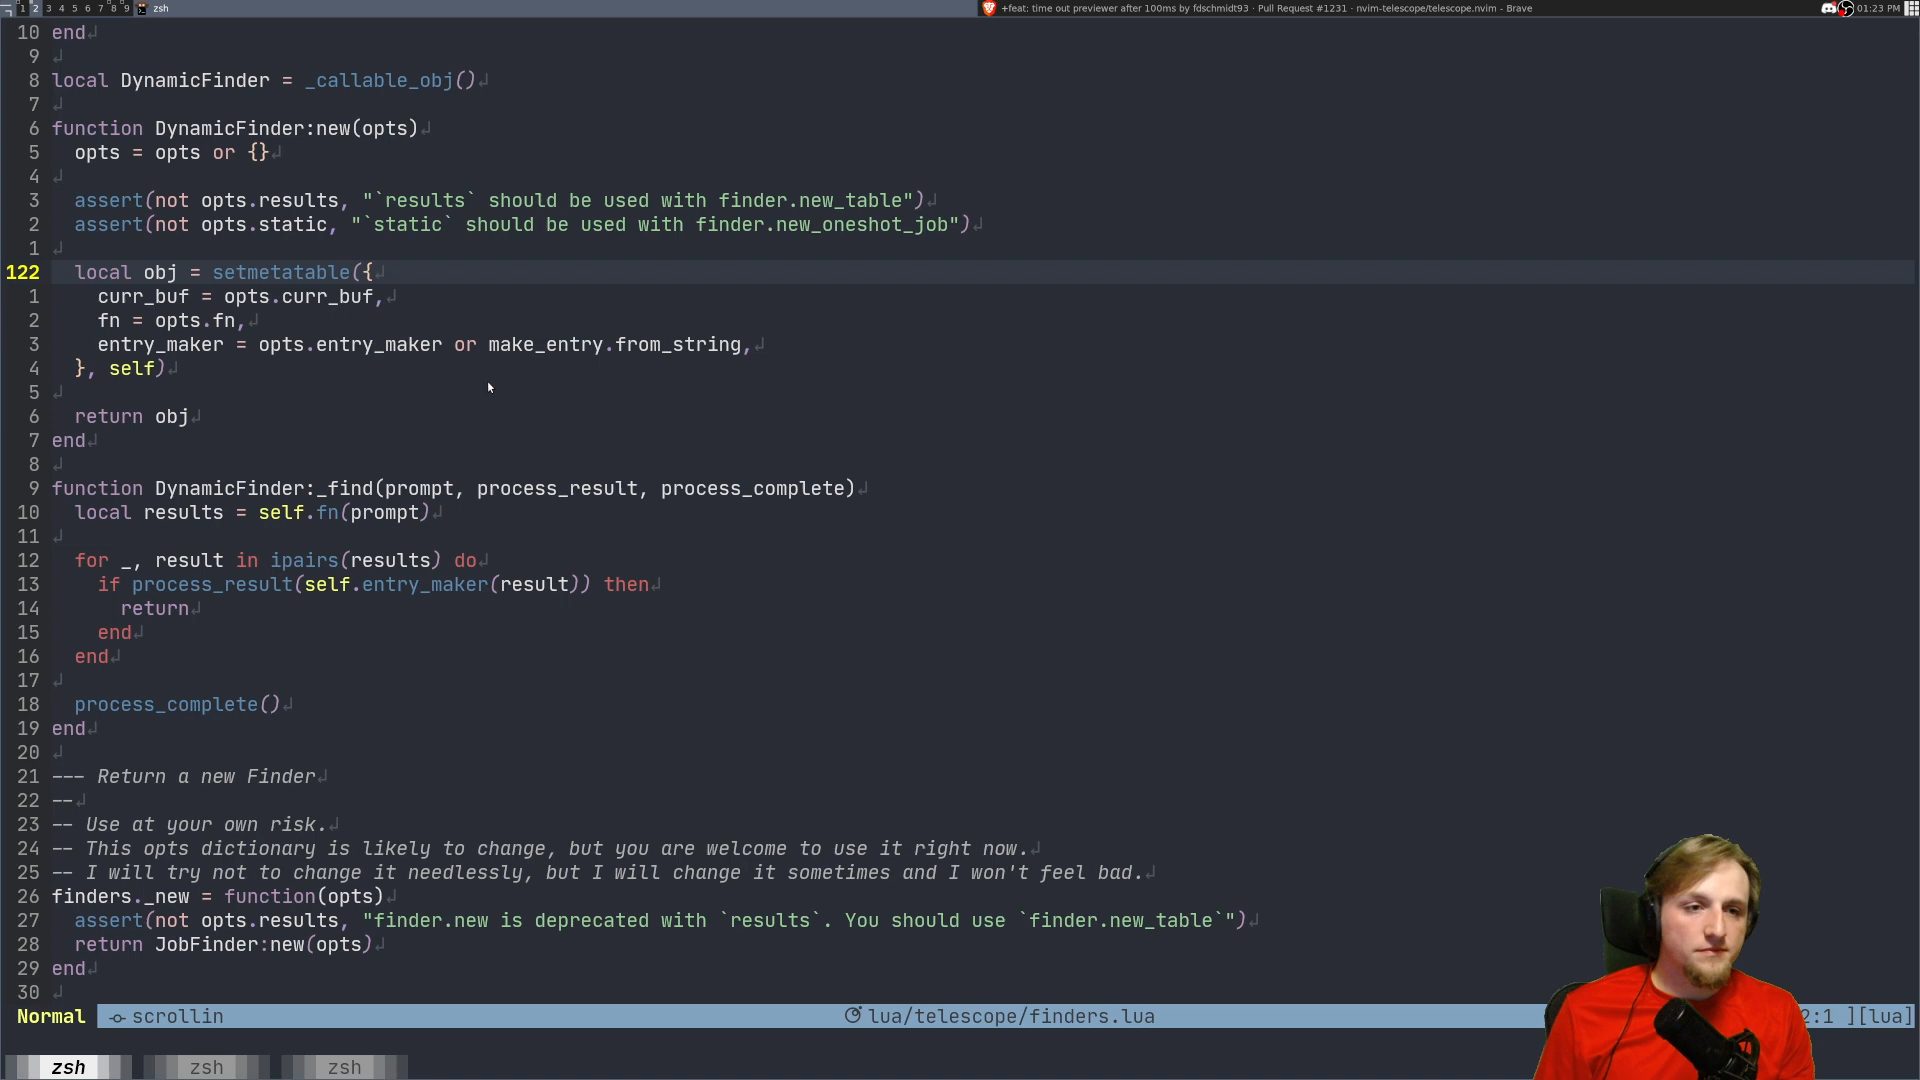 1 2 3 4 5 6 7 8 9 zsh +feat: time out previewer after 100ms by fdschmidt93 · Pull Request #1231 · nvim-telescope/telescope.nvim - Brave 01:23 PM
10 end
9
8 local DynamicFinder = _callable_obj()
7
6 function DynamicFinder:new(opts)
5 opts = opts or {}
4
3 assert(not opts.results, "`results` should be used with finder.new_table")
2 assert(not opts.static, "`static` should be used with finder.new_oneshot_job")
1
122 local obj = setmetatable({
1 curr_buf = opts.curr_buf,
2 fn = opts.fn,
3 entry_maker = opts.entry_maker or make_entry.from_string,
4 }, self)
5
6 return obj
7 end
8
9 function DynamicFinder:_find(prompt, process_result, process_complete)
10 local results = self.fn(prompt)
11
12 for _, result in ipairs(results) do
13 if process_result(self.entry_maker(result)) then
14 return
15 end
16 end
17
18 process_complete()
19 end
20
21 --- Return a new Finder
22 --
23 -- Use at your own risk.
24 -- This opts dictionary is likely to change, but you are welcome to use it right now.
25 -- I will try not to change it needlessly, but I will change it sometimes and I won't feel bad.
26 finders._new = function(opts)
27 assert(not opts.results, "finder.new is deprecated with `results`. You should use `finder.new_table`")
28 return JobFinder:new(opts)
29 end
30
Normal scrollin lua/telescope/finders.lua 2:1 ][lua]
zsh zsh zsh